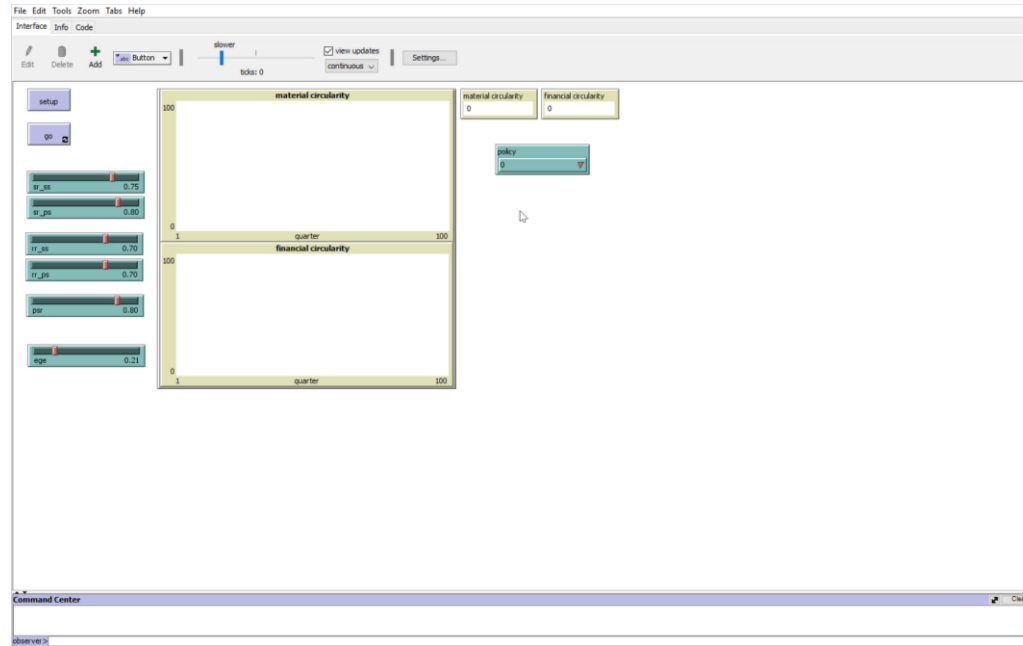 File Edit Tools Zoom Tabs Help
Interface Info Code
Edit Delete Add abc Button slower ticks: 0 view updates continuous Settings...
setup
go
sr_ss 0.75
sr_ps 0.80
rr_ss 0.70
rr_ps 0.70
psr 0.80
ege 0.21
material circularity
100
0
1 quarter 100
financial circularity
100
0
1 quarter 100
material circularity
0
financial circularity
0
policy
0
Command Center
observer>